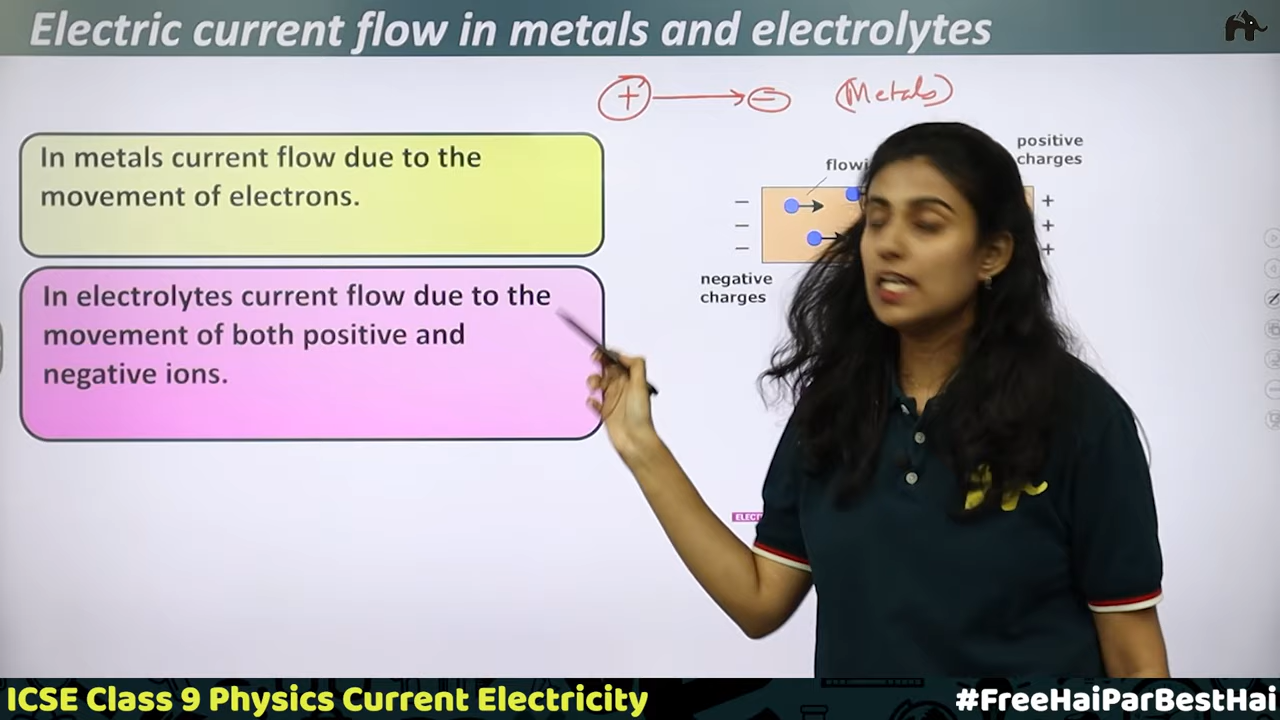 Electric current flow in metals and electrolytes
+ → − (Metals)
In metals current flow due to the
movement of electrons.
positive
charges
− +
− +
− +
negative
charges
In electrolytes current flow due to the
movement of both positive and
negative ions.
ICSE Class 9 Physics Current Electricity
#FreeHaiParBestHai